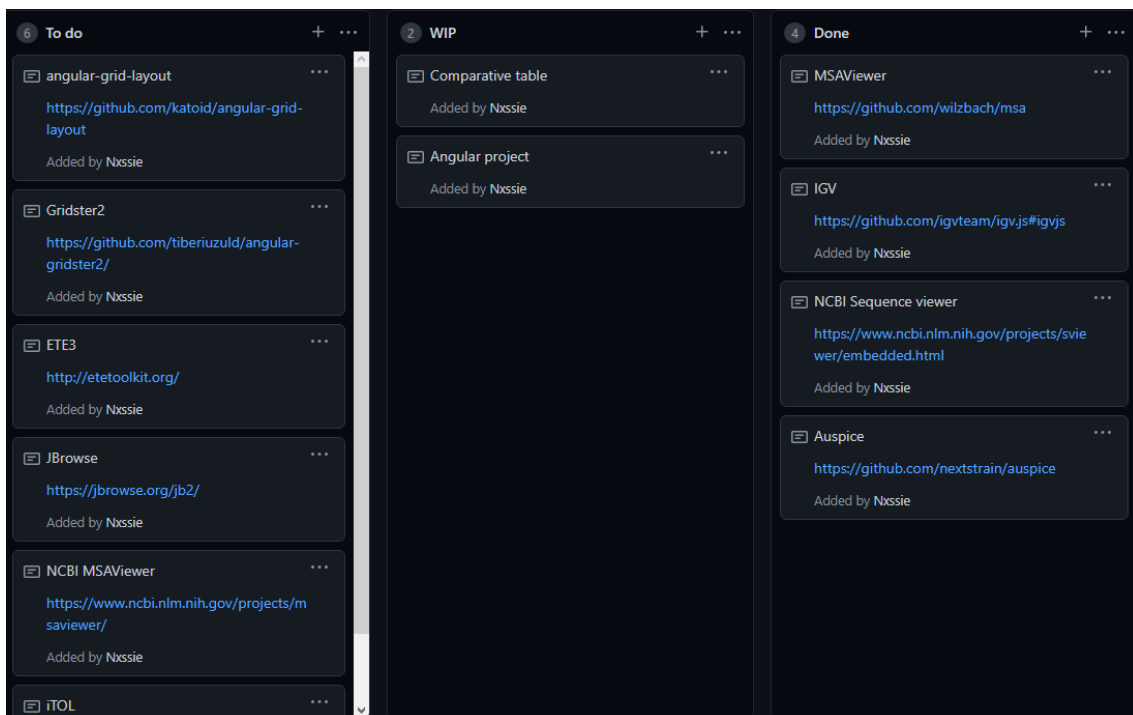 6 To do
angular-grid-layout
https://github.com/katoid/angular-grid-
layout
Added by Nxssie
Gridster2
https://github.com/tiberiuzuld/angular-
gridster2/
Added by Nxssie
ETE3
http://etetoolkit.org/
Added by Nxssie
JBrowse
https://jbrowse.org/jb2/
Added by Nxssie
NCBI MSAViewer
https://www.ncbi.nlm.nih.gov/projects/m
saviewer/
Added by Nxssie
iTOL
2 WIP
Comparative table
Added by Nxssie
Angular project
Added by Nxssie
4 Done
MSAViewer
https://github.com/wilzbach/msa
Added by Nxssie
IGV
https://github.com/igvteam/igv.js#igvjs
Added by Nxssie
NCBI Sequence viewer
https://www.ncbi.nlm.nih.gov/projects/svie
wer/embedded.html
Added by Nxssie
Auspice
https://github.com/nextstrain/auspice
Added by Nxssie